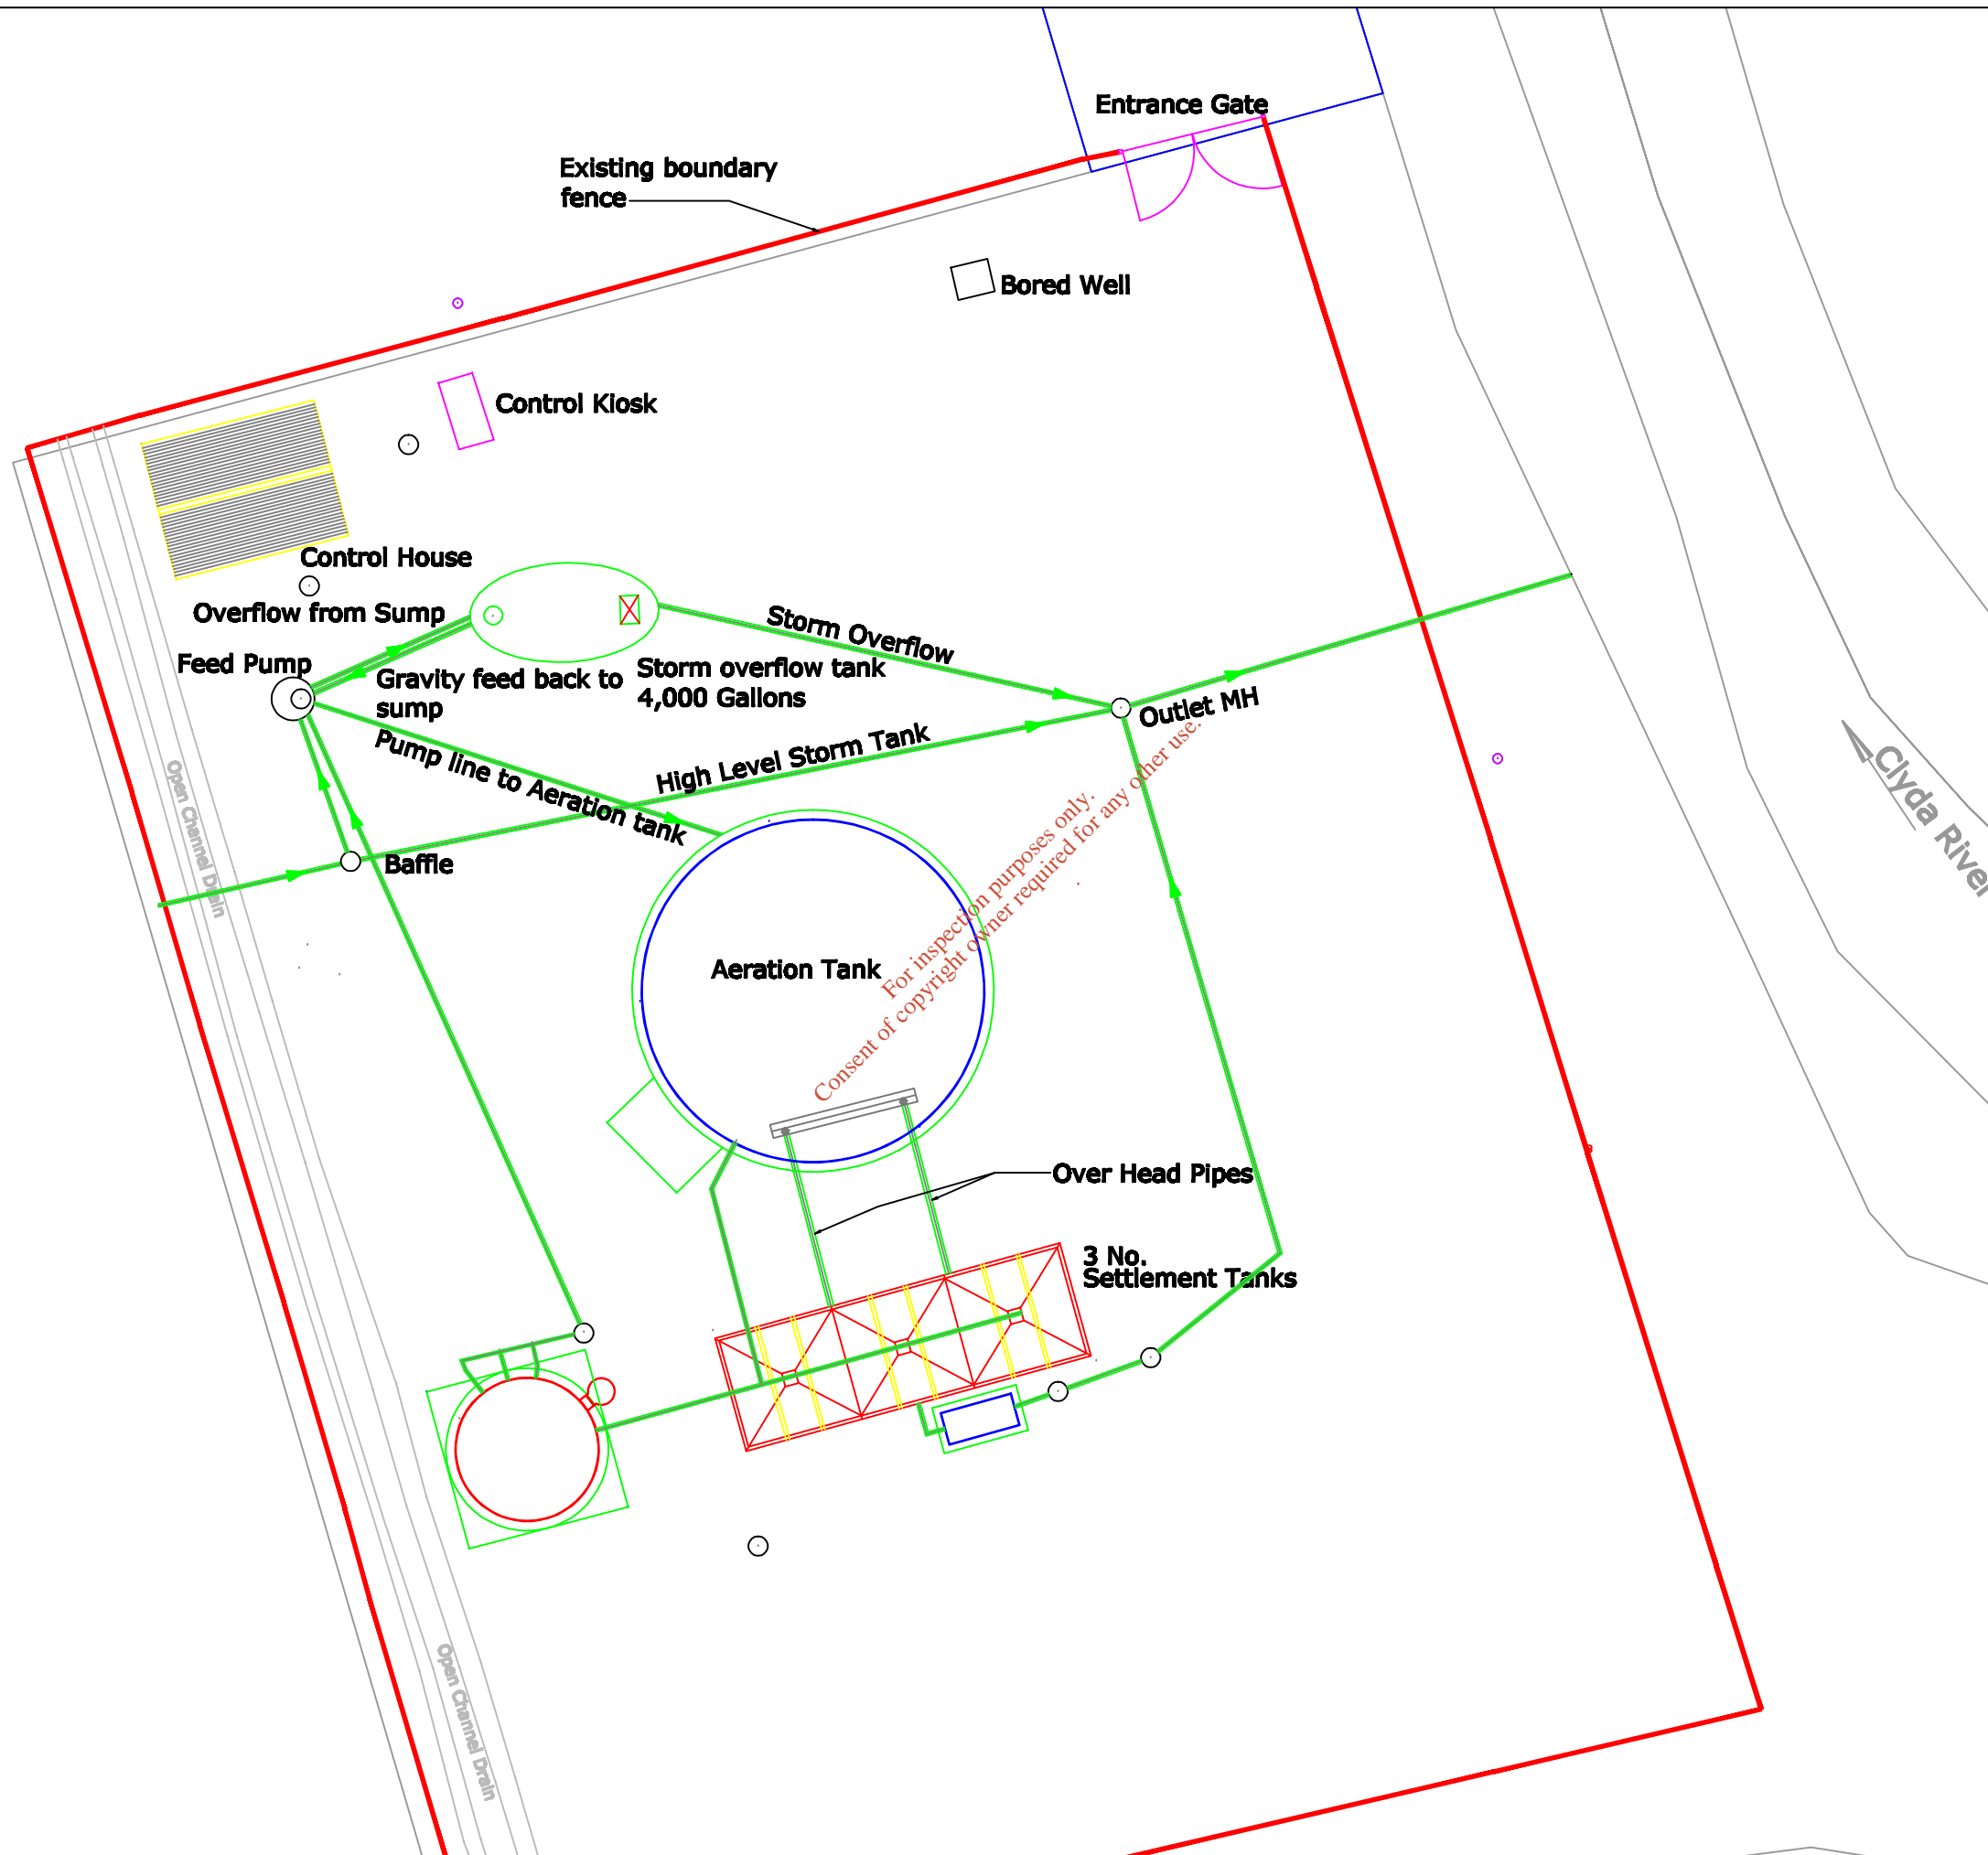 Entrance Gate
Existing boundary
fence
Bored Well
Control Kiosk
Control House
Overflow from Sump
Feed Pump
Gravity feed back to
sump
Storm overflow tank
4,000 Gallons
Storm Overflow
Outlet MH
High Level Storm Tank
Pump line to Aeration tank
Baffle
Open Channel Drain
Clyda River
Aeration Tank
For inspection purposes only.
Consent of copyright owner required for any other use.
Over Head Pipes
3 No.
Settlement Tanks
Open Channel Drain